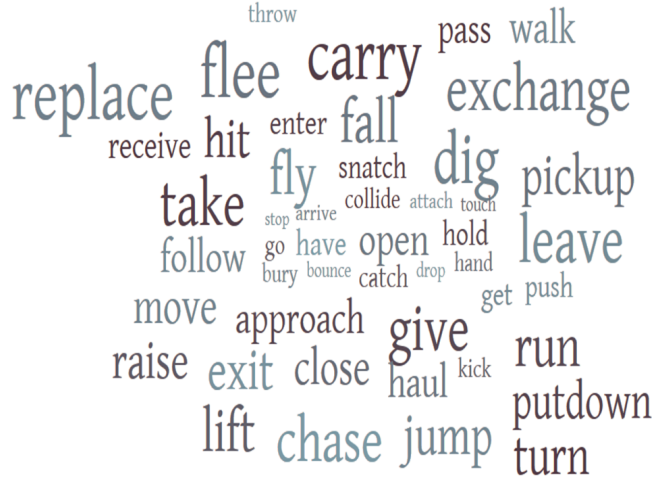 throw
pass walk
carry
flee
replace
exchange
fall
enter
hit
receive
dig
snatch
fly
pickup
take
collide attach touch
stop arrive
hold
leave
go have open
follow
hand
bury bounce catch drop
get push
move
approach
give
run
raise
exit close
kick
haul
putdown
lift
chase jump
turn